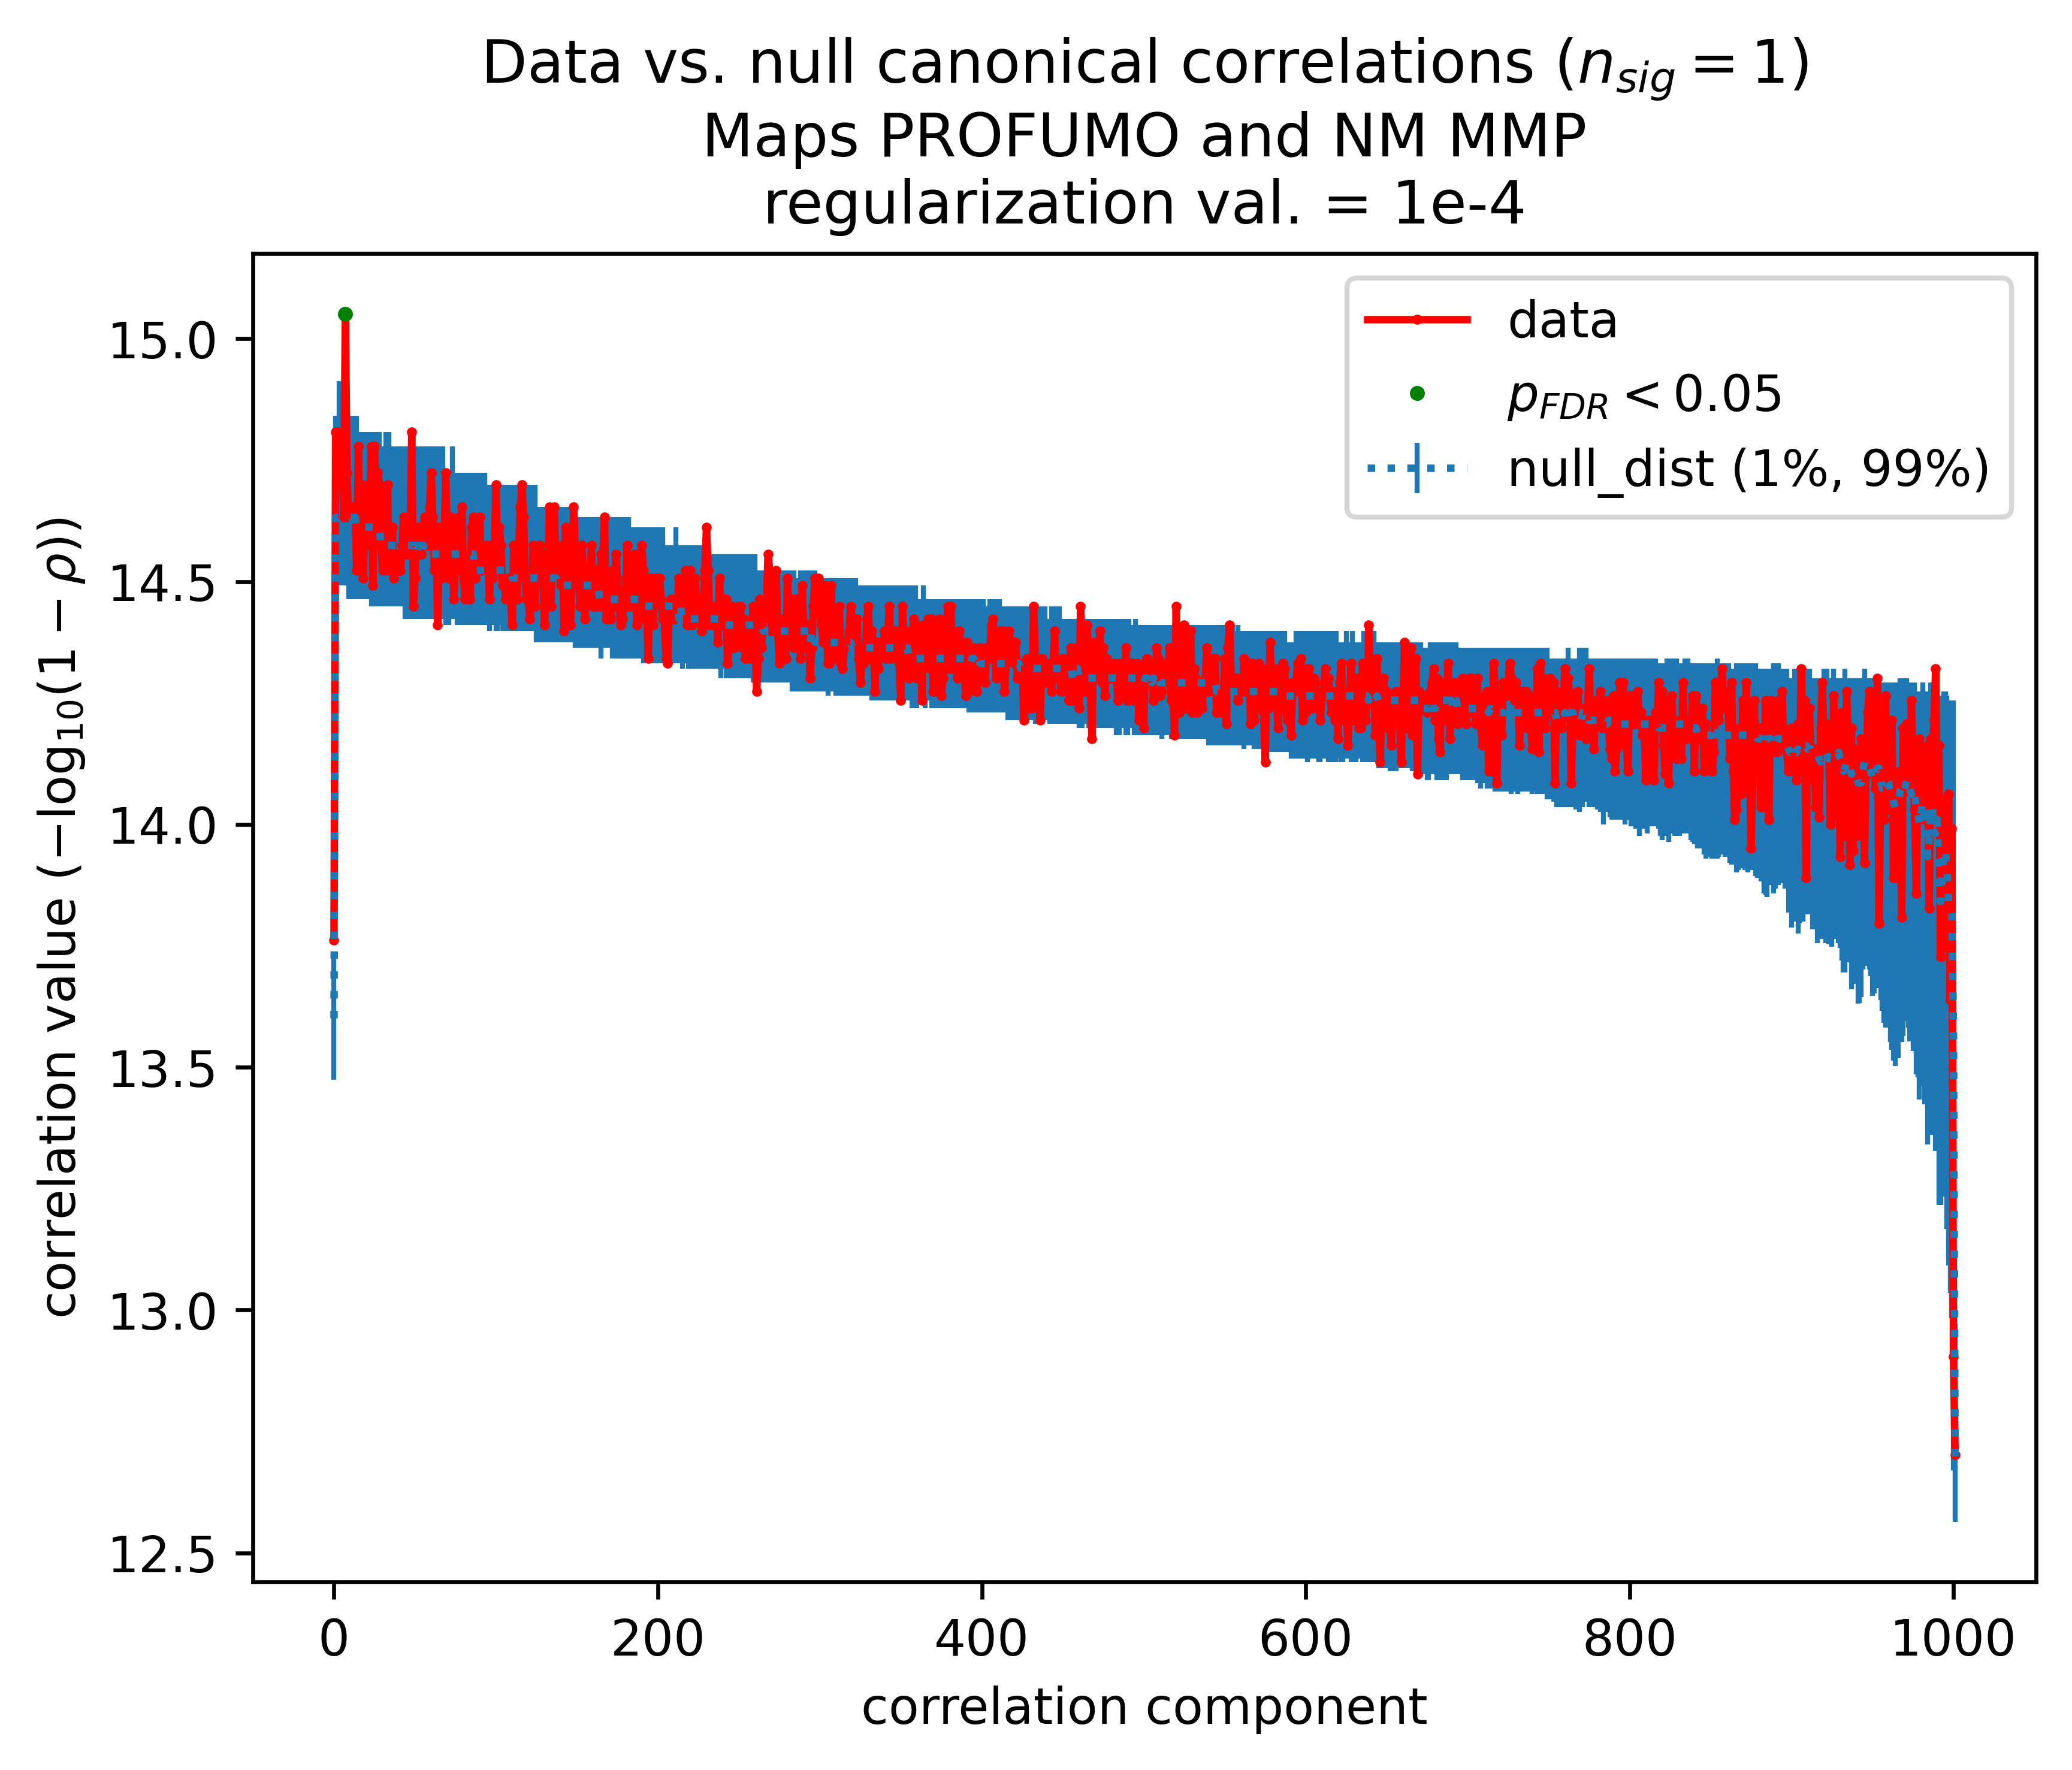 Data vs. null canonical correlations (n_sig = 1)
Maps PROFUMO and NM MMP
regularization val. = 1e-4
data
p_FDR < 0.05
null_dist (1%, 99%)
correlation value (−log₁₀(1 − ρ))
15.0
14.5
14.0
13.5
13.0
12.5
0 200 400 600 800 1000
correlation component